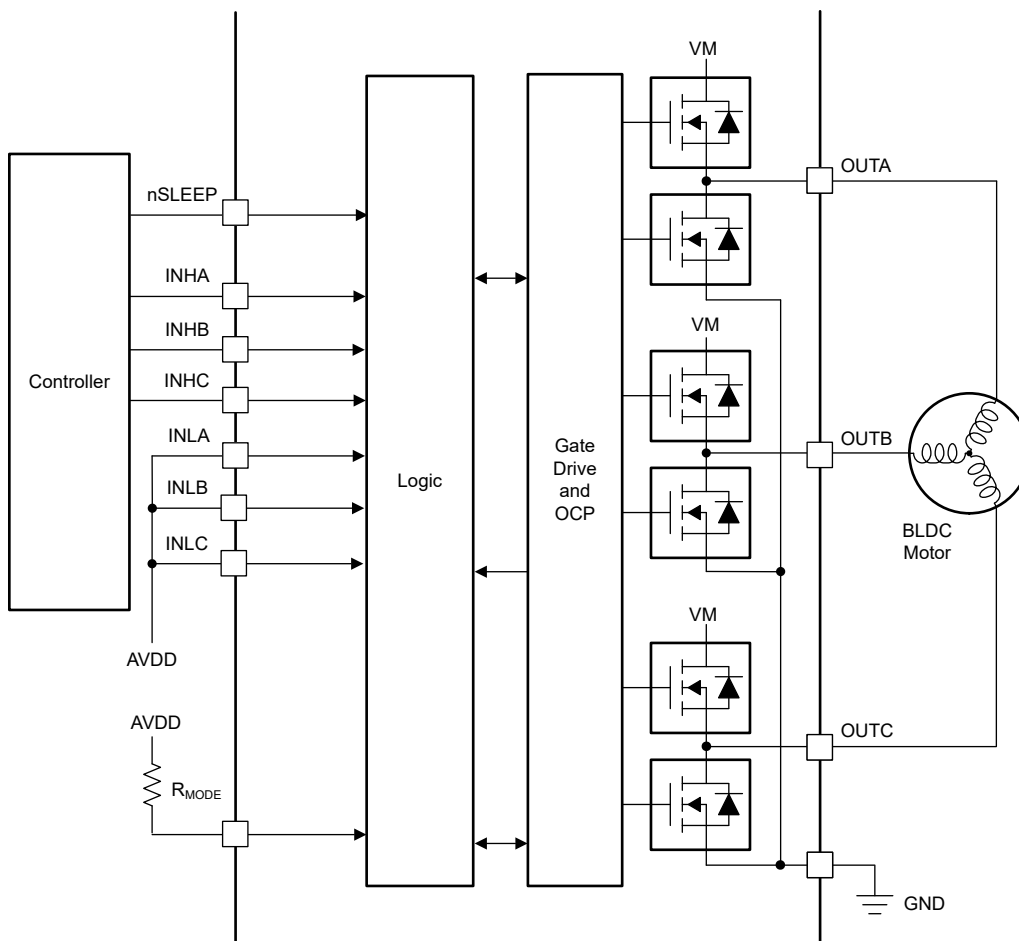 VM
OUTA
nSLEEP
INHA
INHB
VM
Controller
INHC
INLA
Gate
Drive
and
OCP
OUTB
Logic
INLB
BLDC
Motor
INLC
VM
AVDD
AVDD
OUTC
RMODE
GND